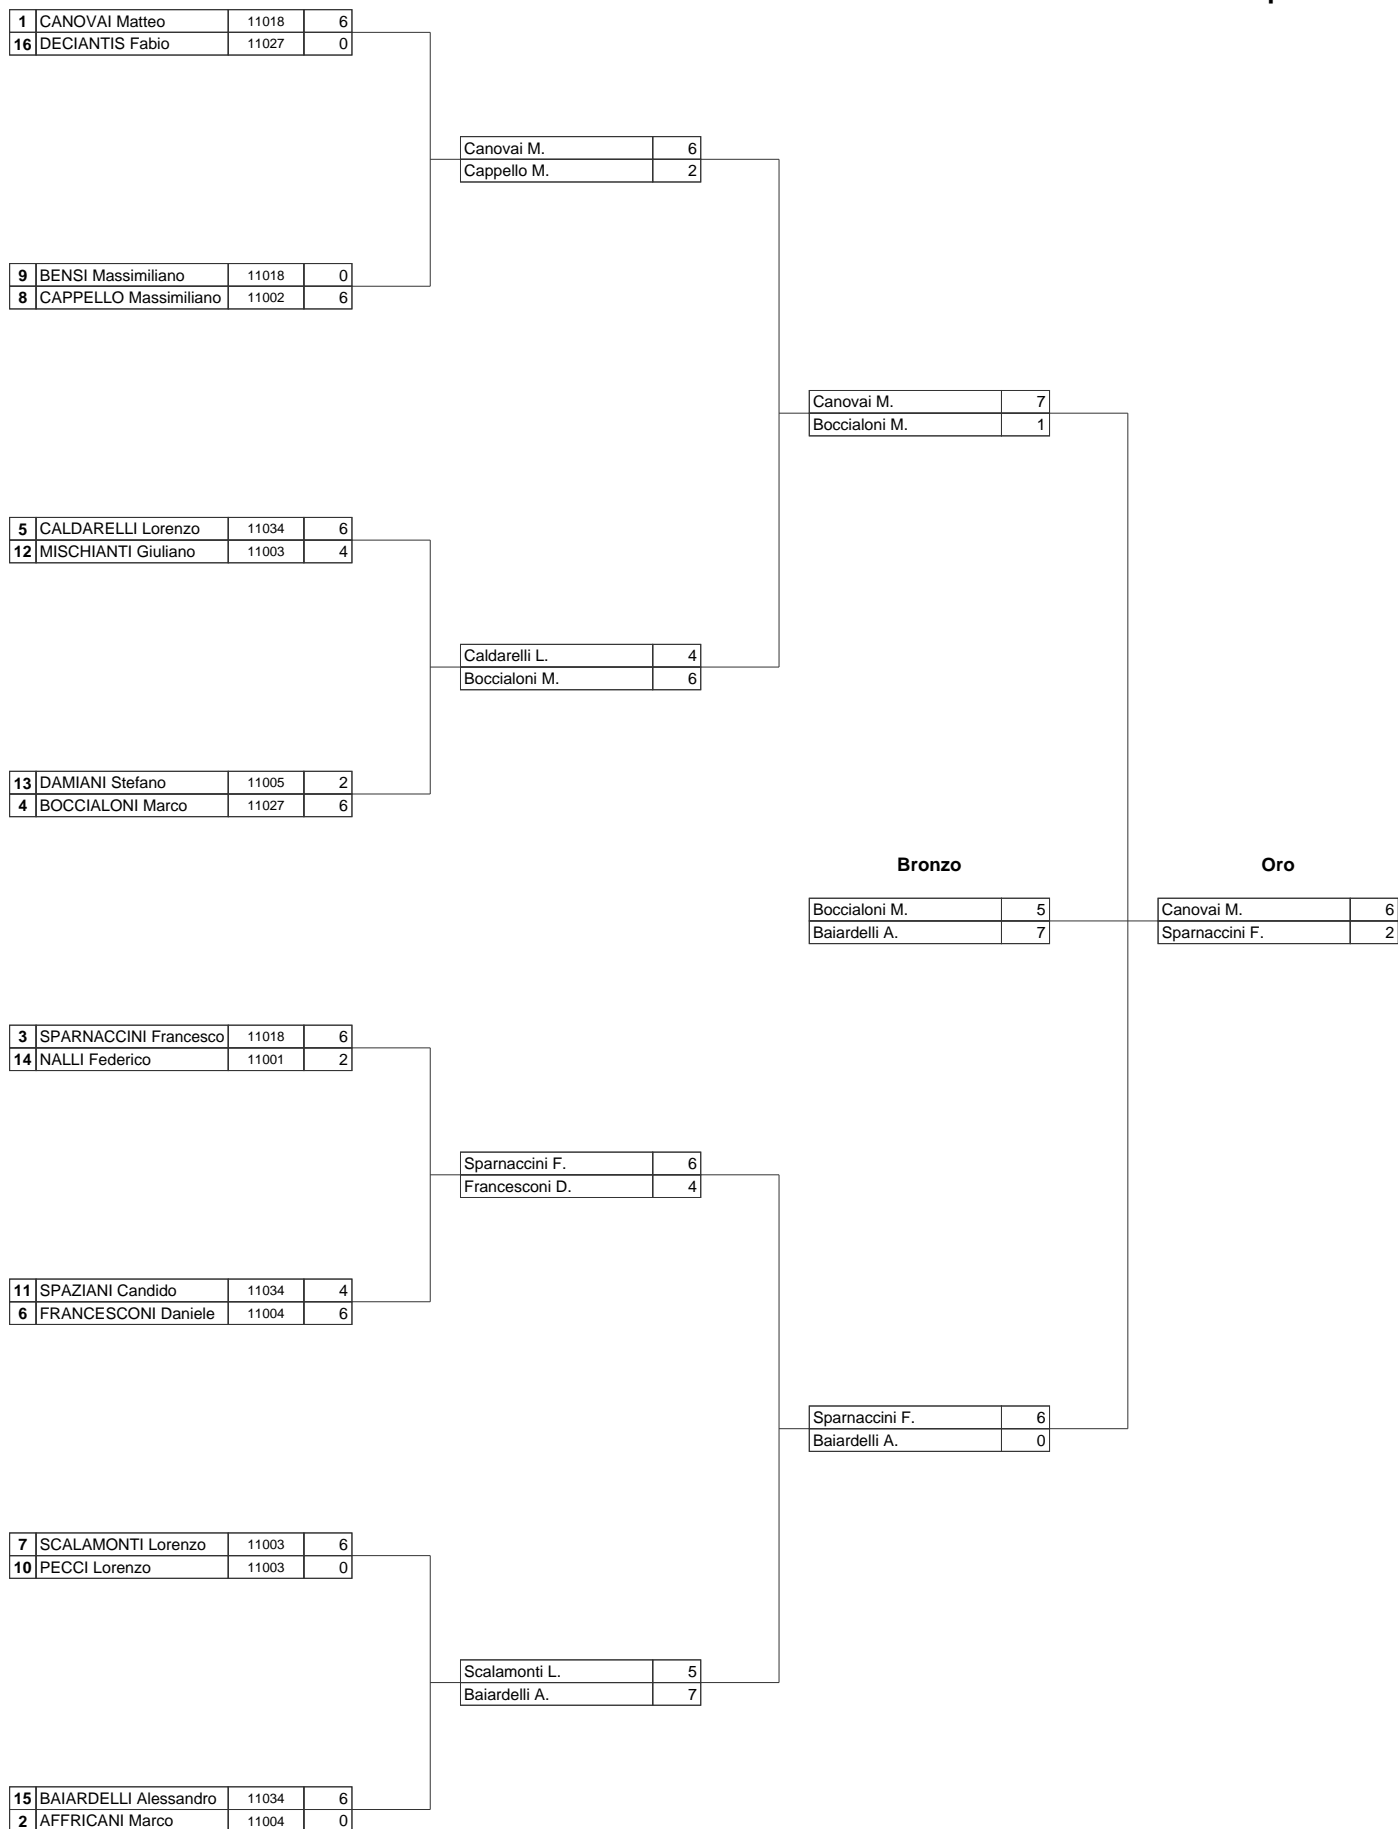 1 CANOVAI Matteo 11018 6
16 DECIANTIS Fabio 11027 0
Canovai M. 6
Cappello M. 2
9 BENSI Massimiliano 11018 0
8 CAPPELLO Massimiliano 11002 6
Canovai M. 7
Boccialoni M. 1
5 CALDARELLI Lorenzo 11034 6
12 MISCHIANTI Giuliano 11003 4
Caldarelli L. 4
Boccialoni M. 6
13 DAMIANI Stefano 11005 2
4 BOCCIALONI Marco 11027 6
Bronzo Oro
Boccialoni M. 5 Canovai M. 6
Baiardelli A. 7 Sparnaccini F. 2
3 SPARNACCINI Francesco 11018 6
14 NALLI Federico 11001 2
Sparnaccini F. 6
Francesconi D. 4
11 SPAZIANI Candido 11034 4
6 FRANCESCONI Daniele 11004 6
Sparnaccini F. 6
Baiardelli A. 0
7 SCALAMONTI Lorenzo 11003 6
10 PECCI Lorenzo 11003 0
Scalamonti L. 5
Baiardelli A. 7
15 BAIARDELLI Alessandro 11034 6
2 AFFRICANI Marco 11004 0